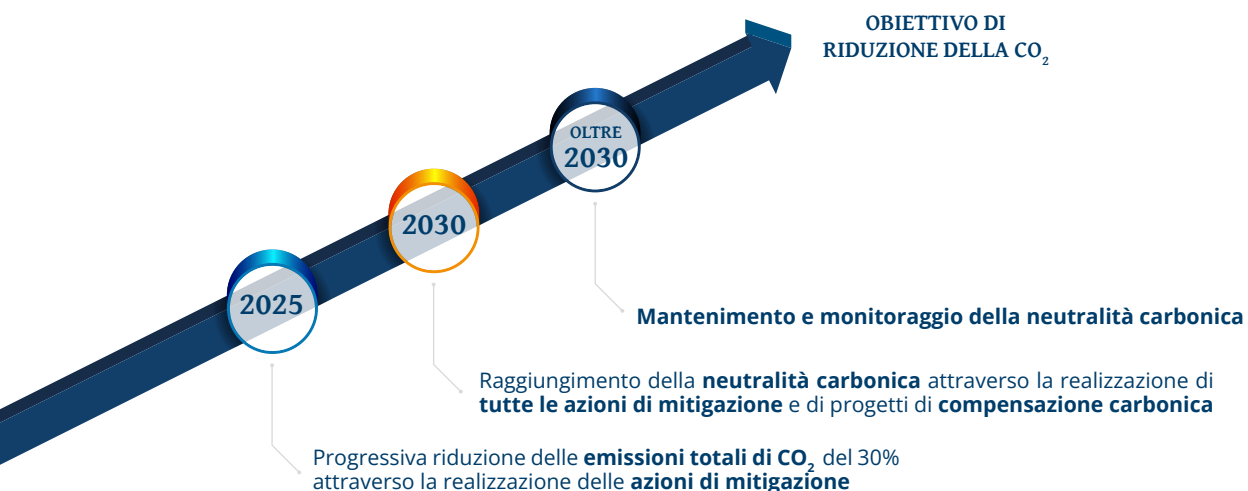 OBIETTIVO DI
RIDUZIONE DELLA CO₂
OLTRE
2030
2030
2025
Mantenimento e monitoraggio della neutralità carbonica
Raggiungimento della neutralità carbonica attraverso la realizzazione di
tutte le azioni di mitigazione e di progetti di compensazione carbonica
Progressiva riduzione delle emissioni totali di CO₂ del 30%
attraverso la realizzazione delle azioni di mitigazione